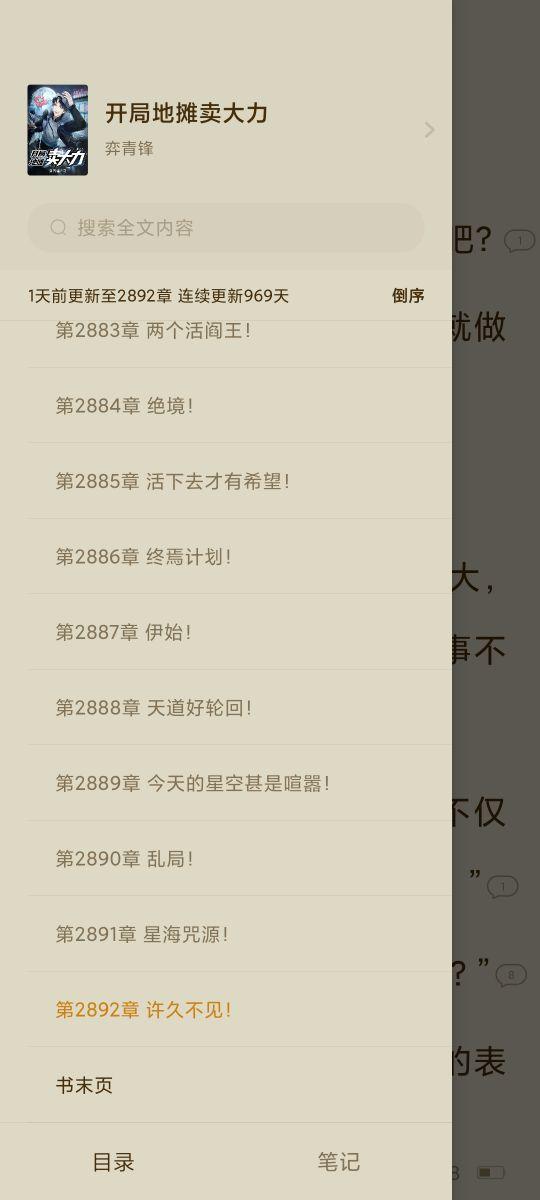 开局地摊卖大力
弈青锋
卖大力
搜索全文内容
1天前更新至2892章 连续更新969天 倒序
第2883章 两个活阎王！
第2884章 绝境！
第2885章 活下去才有希望！
第2886章 终焉计划！
第2887章 伊始！
第2888章 天道好轮回！
第2889章 今天的星空甚是喧嚣！
第2890章 乱局！
第2891章 星海咒源！
第2892章 许久不见！
书末页
目录 笔记
吧？ 1
就做
大，
事不
不仅
” 1
？” 8
的表